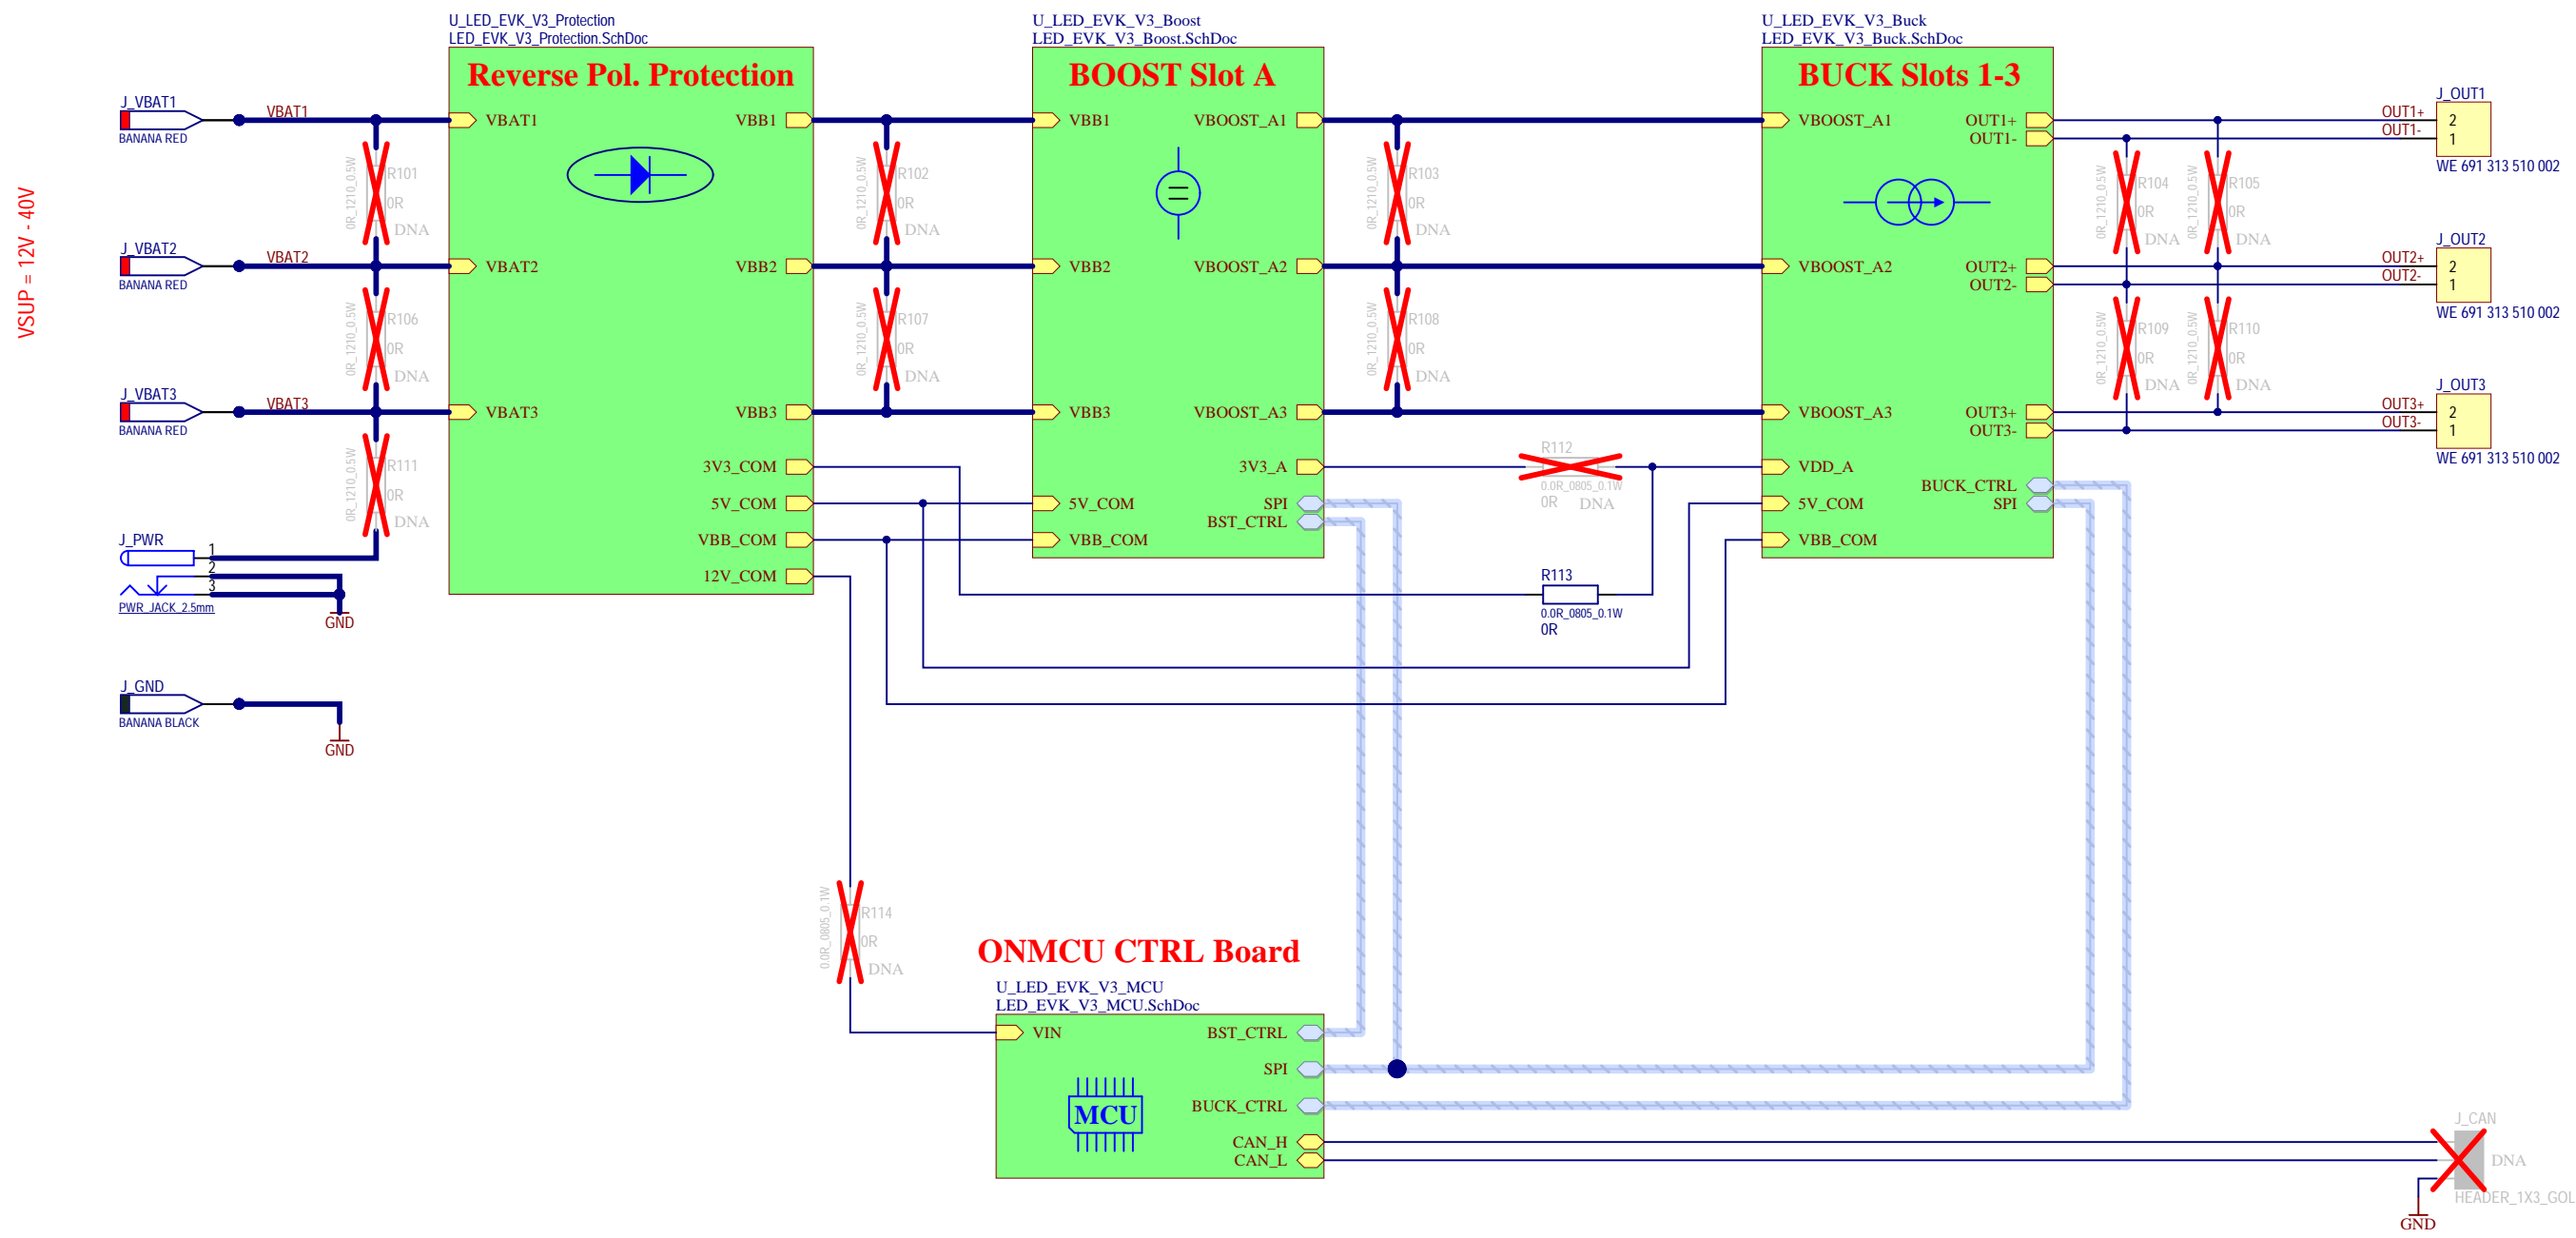 VSUP = 12V - 40V
J_VBAT1
BANANA RED
VBAT1
J_VBAT2
BANANA RED
VBAT2
J_VBAT3
BANANA RED
VBAT3
0R_1210_0.5W
R101
0R
DNA
0R_1210_0.5W
R106
0R
DNA
0R_1210_0.5W
R111
0R
DNA
J_PWR
1
2
3
PWR_JACK_2.5mm
GND
J_GND
BANANA BLACK
GND
U_LED_EVK_V3_Protection
LED_EVK_V3_Protection.SchDoc
Reverse Pol. Protection
VBAT1
VBB1
VBAT2
VBB2
VBAT3
VBB3
3V3_COM
5V_COM
VBB_COM
12V_COM
0R_1210_0.5W
R102
0R
DNA
0R_1210_0.5W
R107
0R
DNA
U_LED_EVK_V3_Boost
LED_EVK_V3_Boost.SchDoc
BOOST Slot A
VBB1
VBOOST_A1
VBB2
VBOOST_A2
VBB3
VBOOST_A3
3V3_A
5V_COM
SPI
BST_CTRL
VBB_COM
0R_1210_0.5W
R103
0R
DNA
0R_1210_0.5W
R108
0R
DNA
R112
0.0R_0805_0.1W
0R
DNA
R113
0.0R_0805_0.1W
0R
U_LED_EVK_V3_Buck
LED_EVK_V3_Buck.SchDoc
BUCK Slots 1-3
VBOOST_A1
OUT1+
OUT1-
VBOOST_A2
OUT2+
OUT2-
VBOOST_A3
OUT3+
OUT3-
VDD_A
BUCK_CTRL
5V_COM
SPI
VBB_COM
0R_1210_0.5W
R104
0R
DNA
0R_1210_0.5W
R105
0R
DNA
0R_1210_0.5W
R109
0R
DNA
0R_1210_0.5W
R110
0R
DNA
J_OUT1
OUT1+
2
OUT1-
1
WE 691 313 510 002
J_OUT2
OUT2+
2
OUT2-
1
WE 691 313 510 002
J_OUT3
OUT3+
2
OUT3-
1
WE 691 313 510 002
0.0R_0805_0.1W
R114
0R
DNA
ONMCU CTRL Board
U_LED_EVK_V3_MCU
LED_EVK_V3_MCU.SchDoc
VIN
BST_CTRL
SPI
MCU
BUCK_CTRL
CAN_H
CAN_L
J_CAN
DNA
HEADER_1X3_GOL
GND